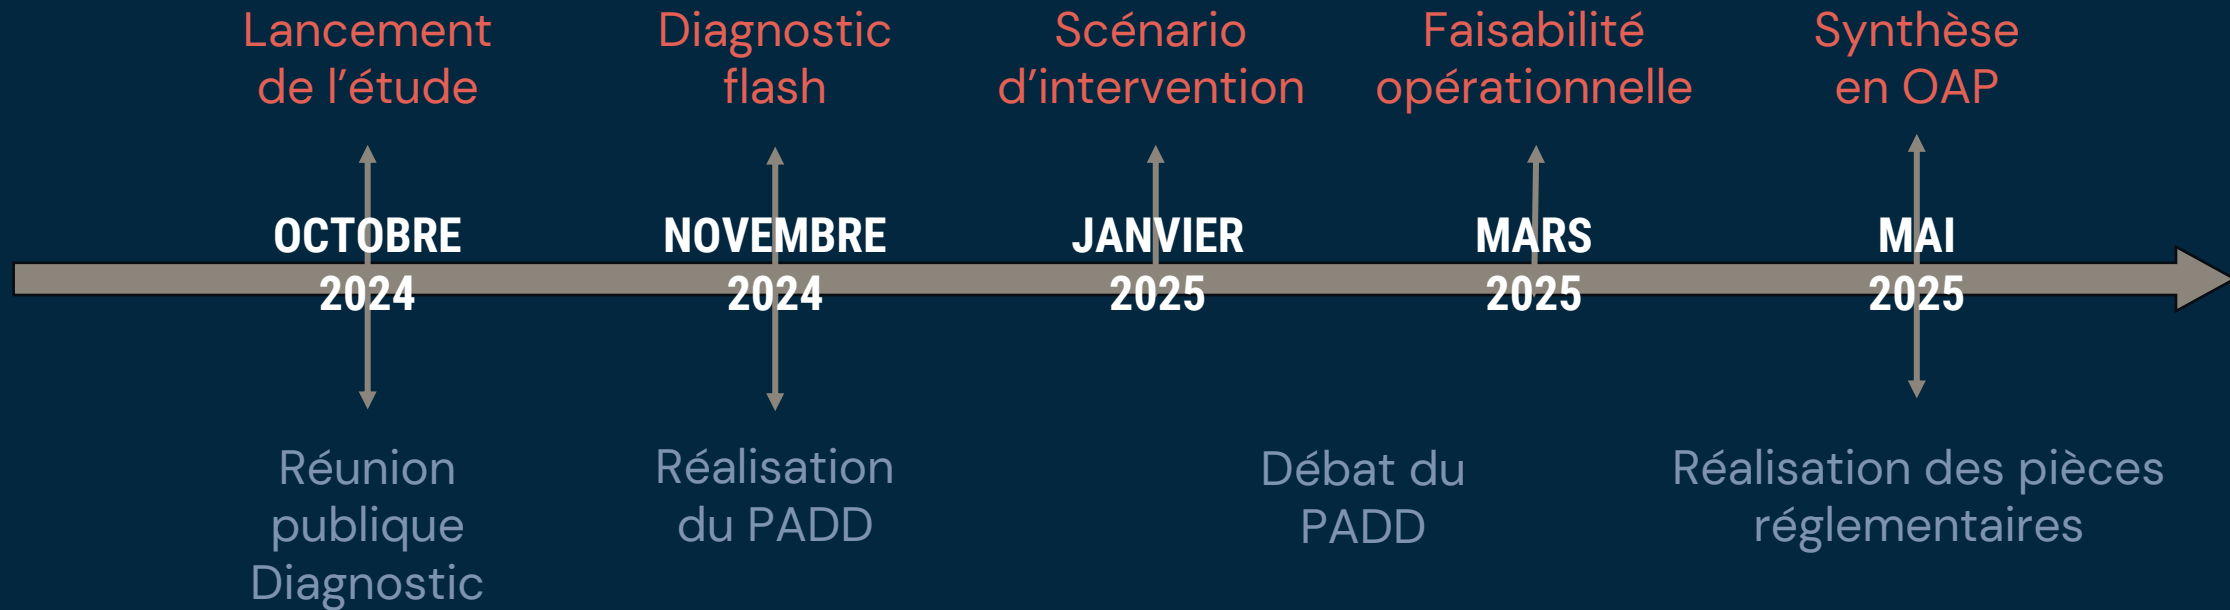 Lancement
de l'étude
Diagnostic
flash
Scénario
d'intervention
Faisabilité
opérationnelle
Synthèse
en OAP
OCTOBRE
2024
NOVEMBRE
2024
JANVIER
2025
MARS
2025
MAI
2025
Réunion
publique
Diagnostic
Réalisation
du PADD
Débat du
PADD
Réalisation des pièces
réglementaires